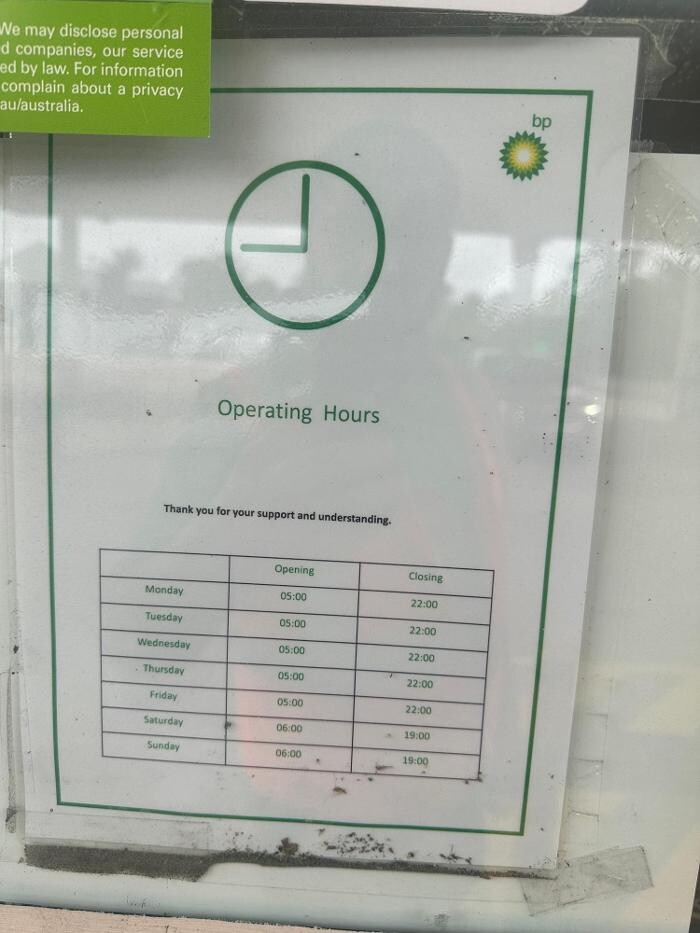 We may disclose personal
d companies, our service
ed by law. For information
complain about a privacy
au/australia.
bp
Operating Hours
Thank you for your support and understanding.
Opening Closing
Monday 05:00 22:00
Tuesday 05:00 22:00
Wednesday 05:00 22:00
Thursday 05:00 22:00
Friday 05:00 22:00
Saturday 06:00 19:00
Sunday 06:00 19:00